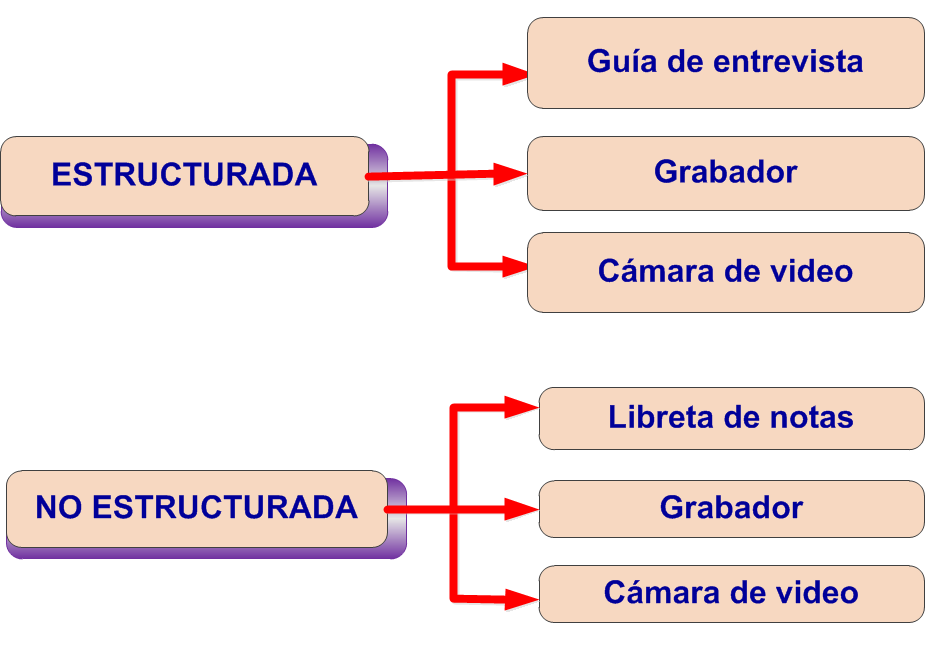 ESTRUCTURADA
Guía de entrevista
Grabador
Cámara de video
NO ESTRUCTURADA
Libreta de notas
Grabador
Cámara de video